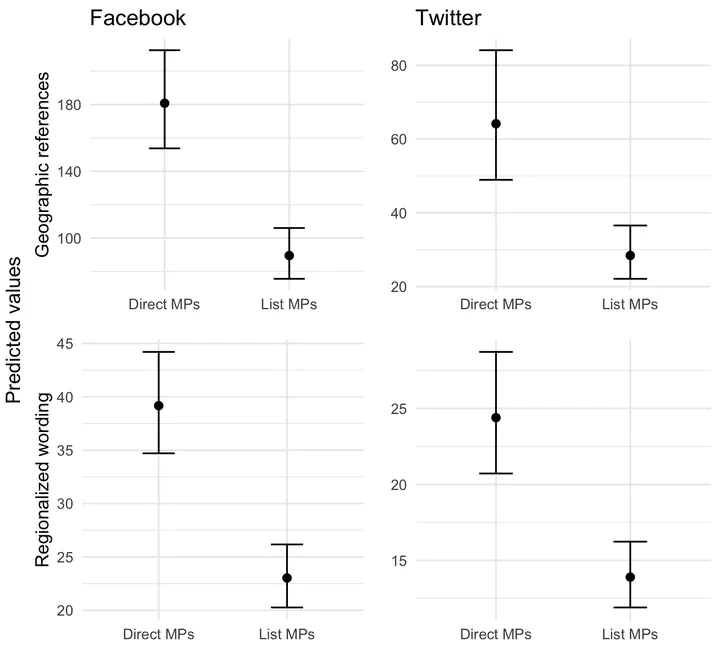 Facebook
Twitter
Predicted values
Geographic references
180
140
100
Direct MPs
List MPs
80
60
40
20
Direct MPs
List MPs
Regionalized wording
45
40
35
30
25
20
Direct MPs
List MPs
25
20
15
Direct MPs
List MPs